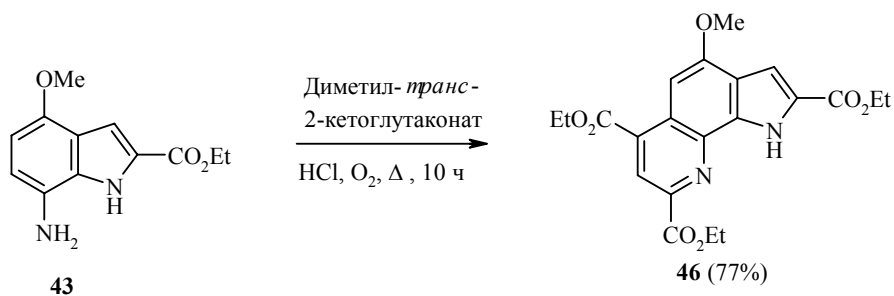 OMe
CO₂Et
N
H
NH₂
43
Диметил-транс-
2-кетоглутаконат
HCl, O₂, Δ, 10 ч
OMe
EtO₂C
CO₂Et
N
H
N
CO₂Et
46 (77%)